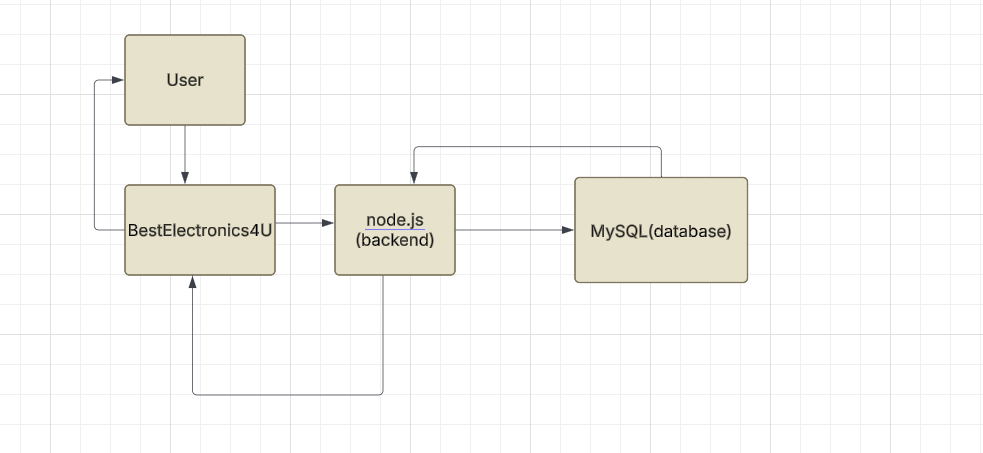 User
BestElectronics4U
node.js
(backend)
MySQL(database)